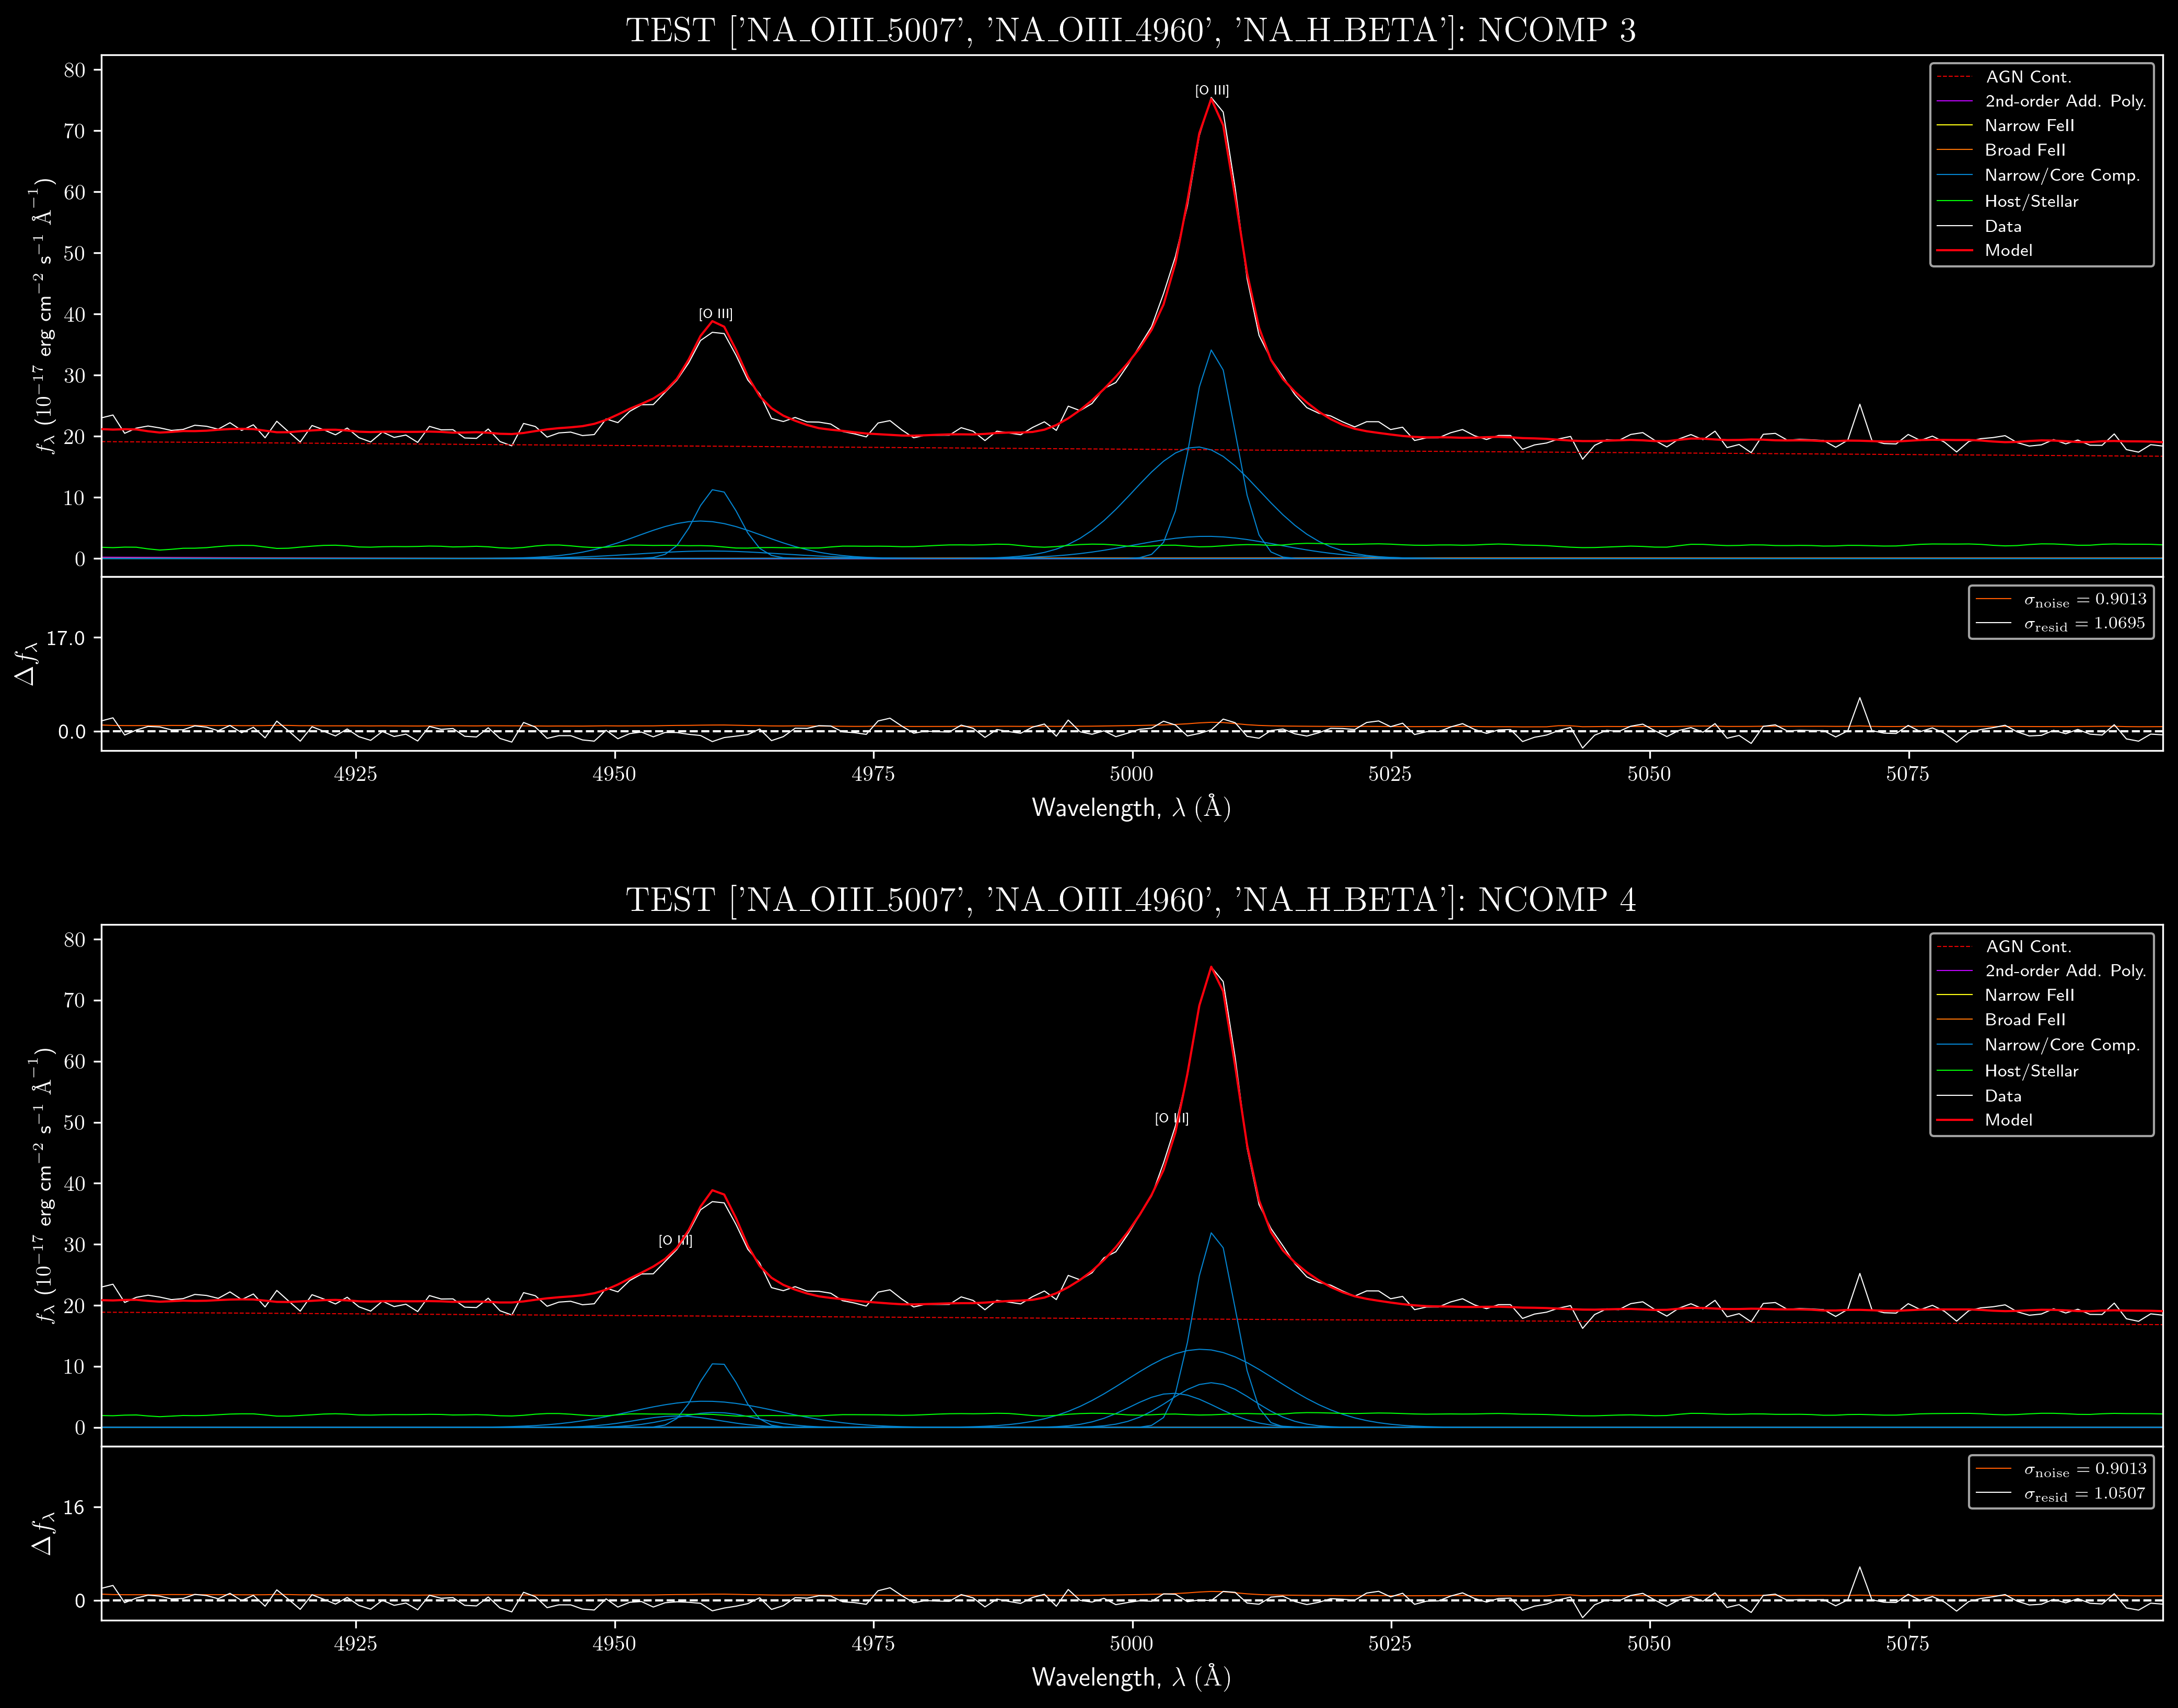 TEST ['NA_OIII_5007', 'NA_OIII_4960', 'NA_H_BETA']: NCOMP 3
80
70
60
50
40
30
20
10
0
fλ (10−17 erg cm−2 s−1 Å−1)
[O III]
[O III]
AGN Cont.
2nd-order Add. Poly.
Narrow FeII
Broad FeII
Narrow/Core Comp.
Host/Stellar
Data
Model
17.0
0.0
Δfλ
σnoise = 0.9013
σresid = 1.0695
4925 4950 4975 5000 5025 5050 5075
Wavelength, λ (Å)
TEST ['NA_OIII_5007', 'NA_OIII_4960', 'NA_H_BETA']: NCOMP 4
80
70
60
50
40
30
20
10
0
fλ (10−17 erg cm−2 s−1 Å−1)
[O III]
[O III]
AGN Cont.
2nd-order Add. Poly.
Narrow FeII
Broad FeII
Narrow/Core Comp.
Host/Stellar
Data
Model
16
0
Δfλ
σnoise = 0.9013
σresid = 1.0507
4925 4950 4975 5000 5025 5050 5075
Wavelength, λ (Å)